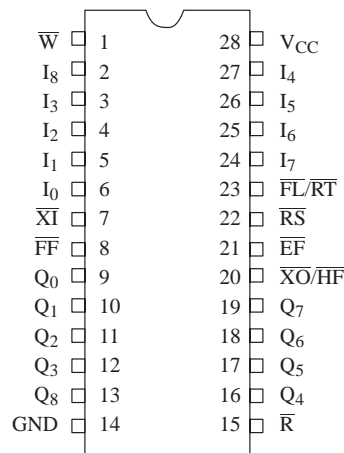 W̅ 1 28 V_CC
I₈ 2 27 I₄
I₃ 3 26 I₅
I₂ 4 25 I₆
I₁ 5 24 I₇
I₀ 6 23 F̅L̅/R̅T̅
X̅I̅ 7 22 R̅S̅
F̅F̅ 8 21 E̅F̅
Q₀ 9 20 X̅O̅/H̅F̅
Q₁ 10 19 Q₇
Q₂ 11 18 Q₆
Q₃ 12 17 Q₅
Q₈ 13 16 Q₄
GND 14 15 R̅